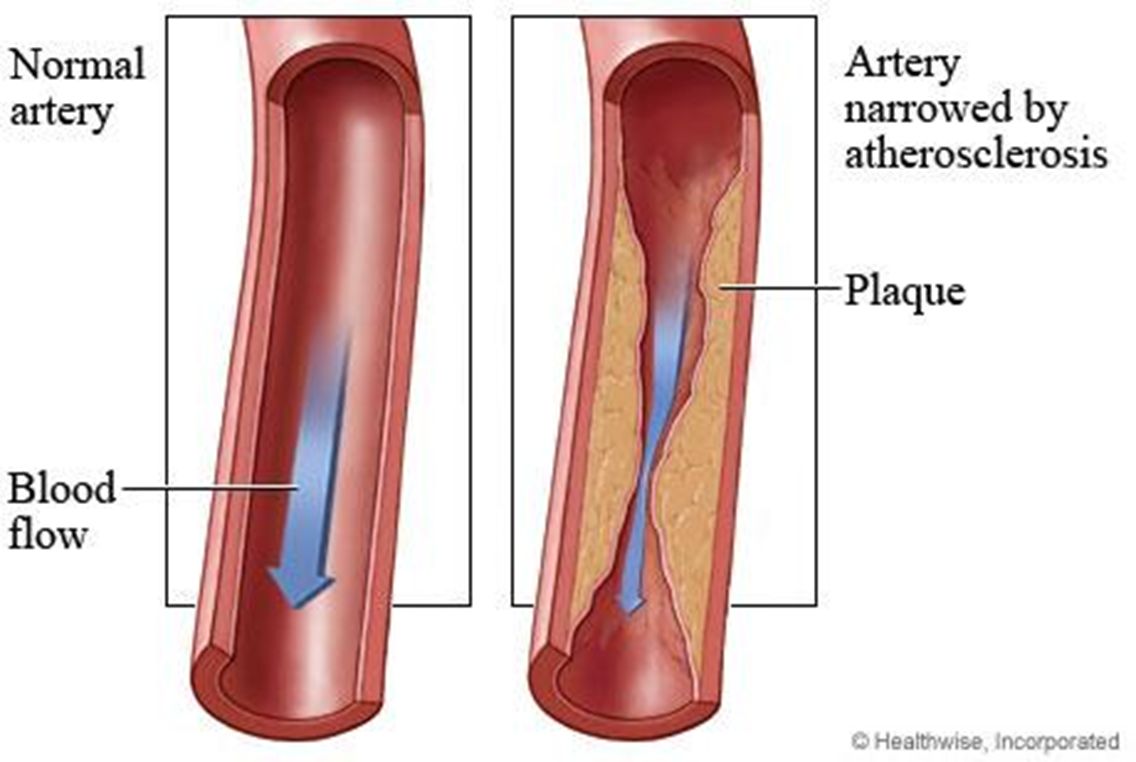 Normal
artery
Blood
flow
Artery
narrowed by
atherosclerosis
Plaque
© Healthwise, Incorporated